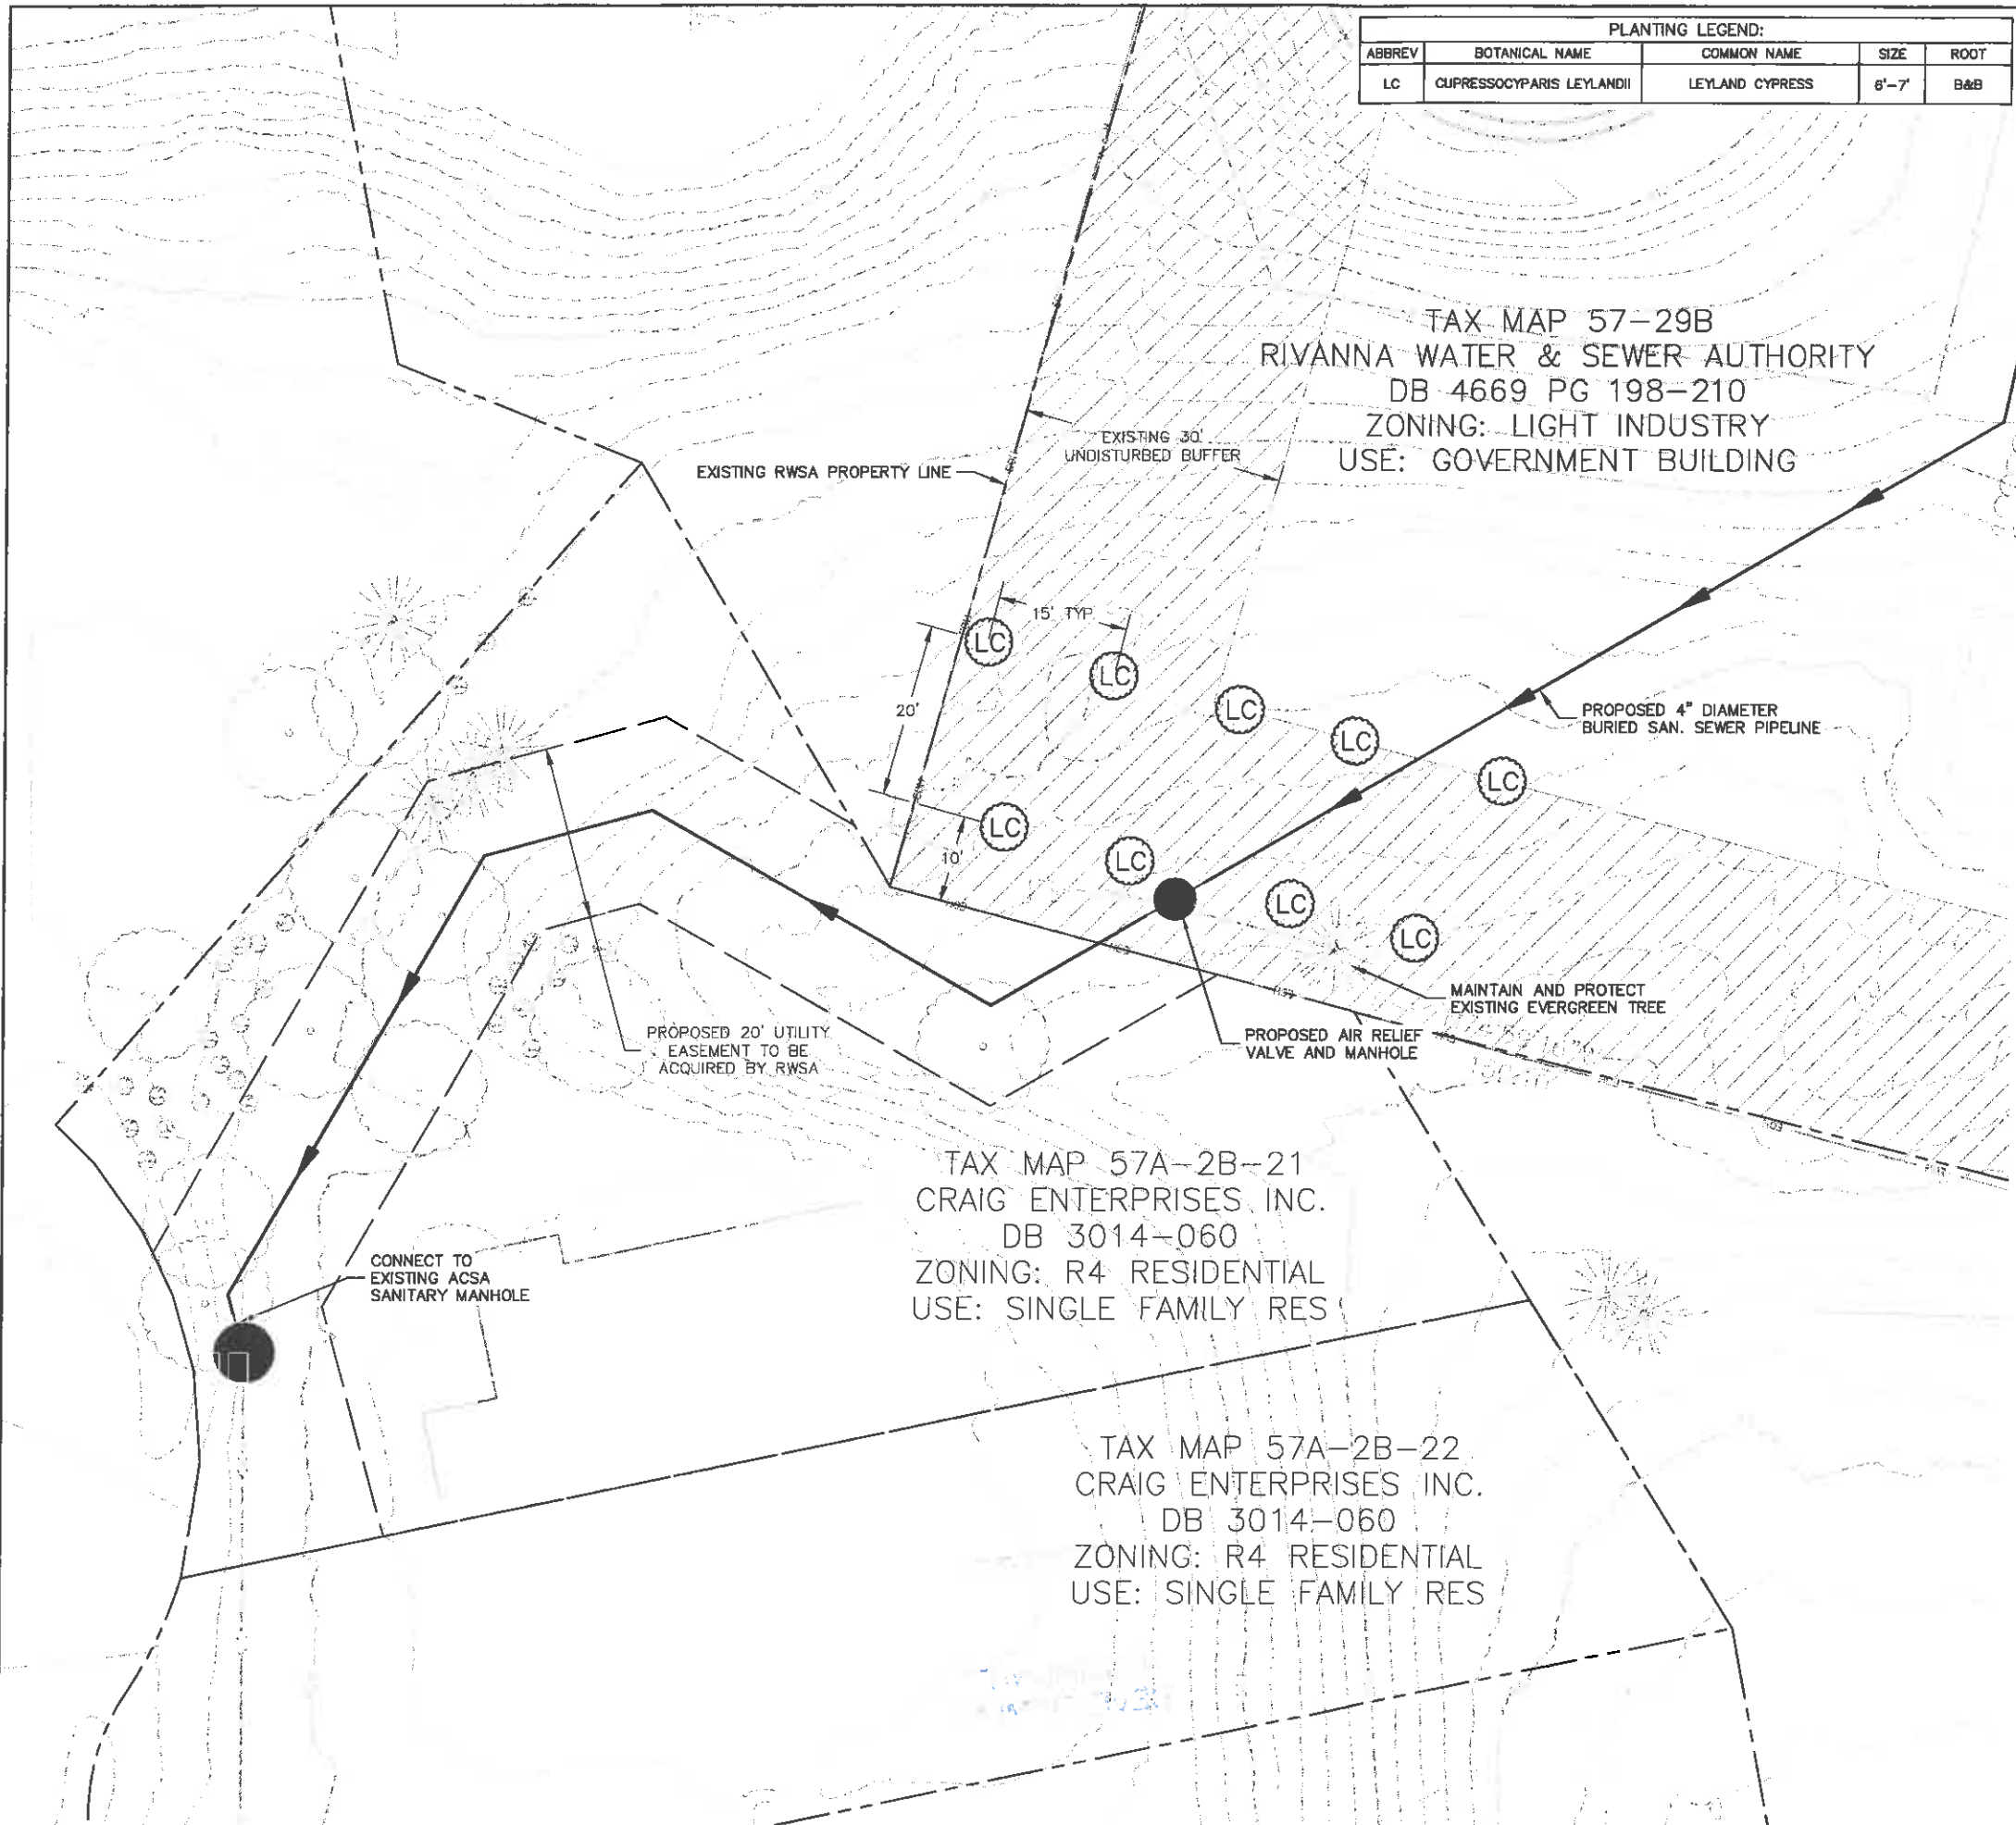 PLANTING LEGEND:
ABBREV BOTANICAL NAME COMMON NAME SIZE ROOT
LC CUPRESSOCYPARIS LEYLANDII LEYLAND CYPRESS 6'-7' B&B
TAX MAP 57-29B
RIVANNA WATER & SEWER AUTHORITY
DB 4669 PG 198-210
ZONING: LIGHT INDUSTRY
USE: GOVERNMENT BUILDING
EXISTING 30'
UNDISTURBED BUFFER
EXISTING RWSA PROPERTY LINE
15' TYP
LC
LC
LC
LC
LC
20'
PROPOSED 4" DIAMETER
BURIED SAN. SEWER PIPELINE
LC
10'
LC
LC
LC
MAINTAIN AND PROTECT
EXISTING EVERGREEN TREE
PROPOSED AIR RELIEF
VALVE AND MANHOLE
PROPOSED 20' UTILITY
EASEMENT TO BE
ACQUIRED BY RWSA
TAX MAP 57A-2B-21
CRAIG ENTERPRISES INC.
DB 3014-060
ZONING: R4 RESIDENTIAL
USE: SINGLE FAMILY RES
CONNECT TO
EXISTING ACSA
SANITARY MANHOLE
TAX MAP 57A-2B-22
CRAIG ENTERPRISES INC.
DB 3014-060
ZONING: R4 RESIDENTIAL
USE: SINGLE FAMILY RES